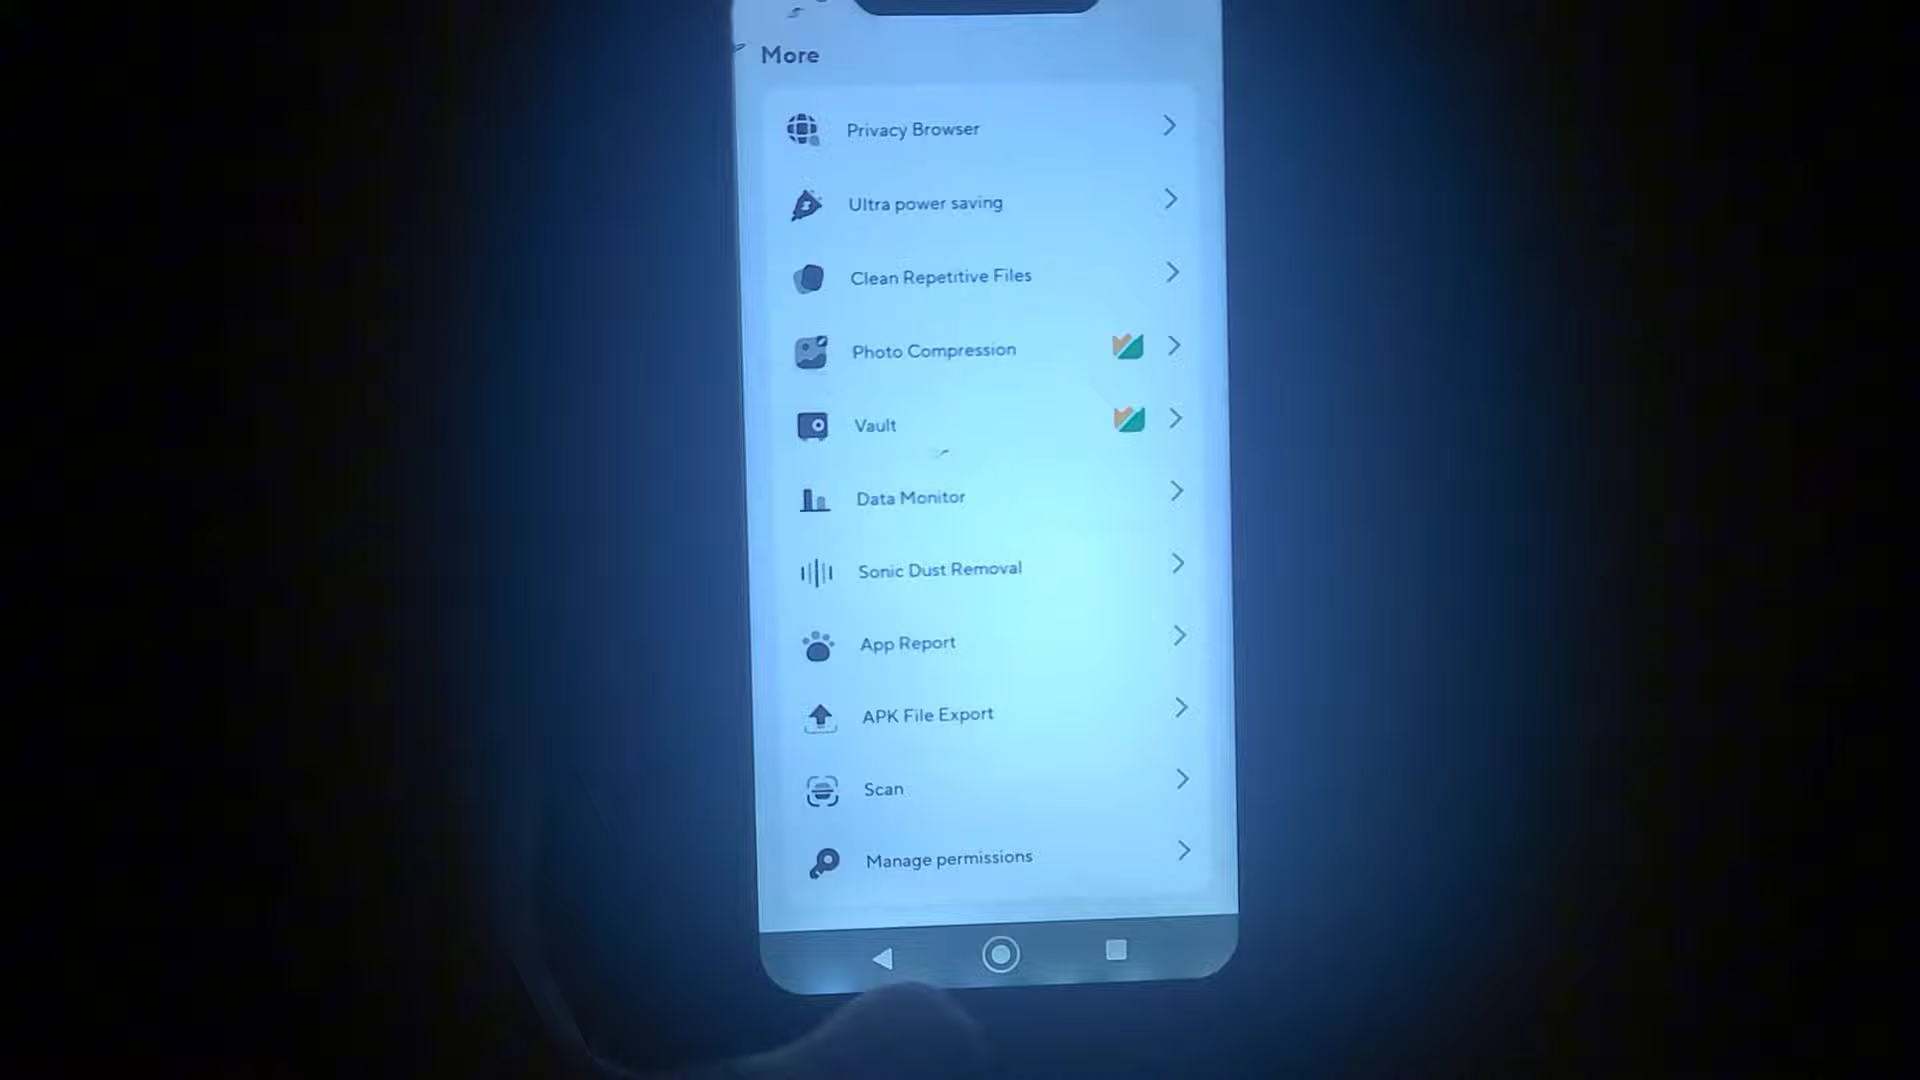 More
Privacy Browser
Ultra power saving
Clean Repetitive Files
Photo Compression
Vault
Data Monitor
Sonic Dust Removal
App Report
APK File Export
Scan
Manage permissions